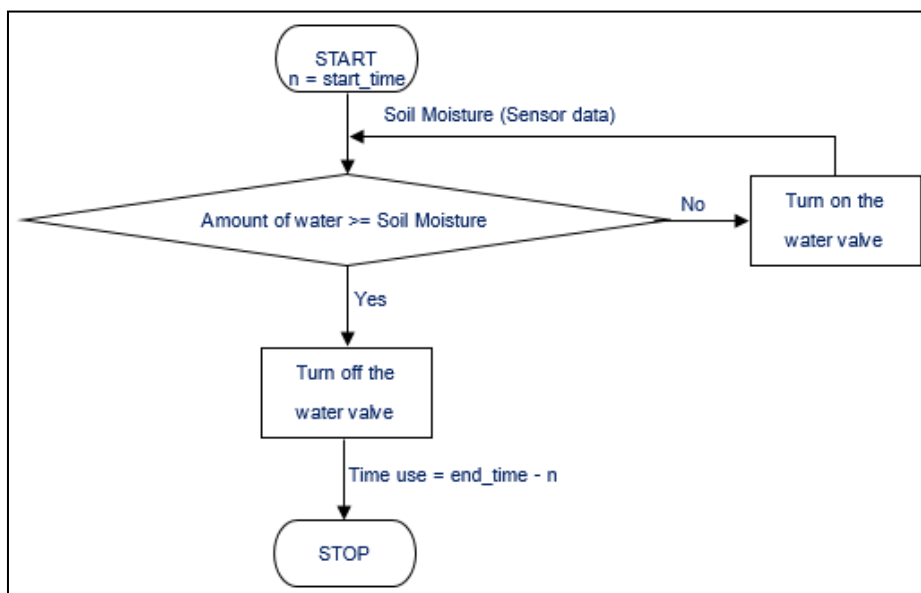 START
n = start_time
Soil Moisture (Sensor data)
Amount of water >= Soil Moisture
No
Turn on the
water valve
Yes
Turn off the
water valve
Time use = end_time - n
STOP